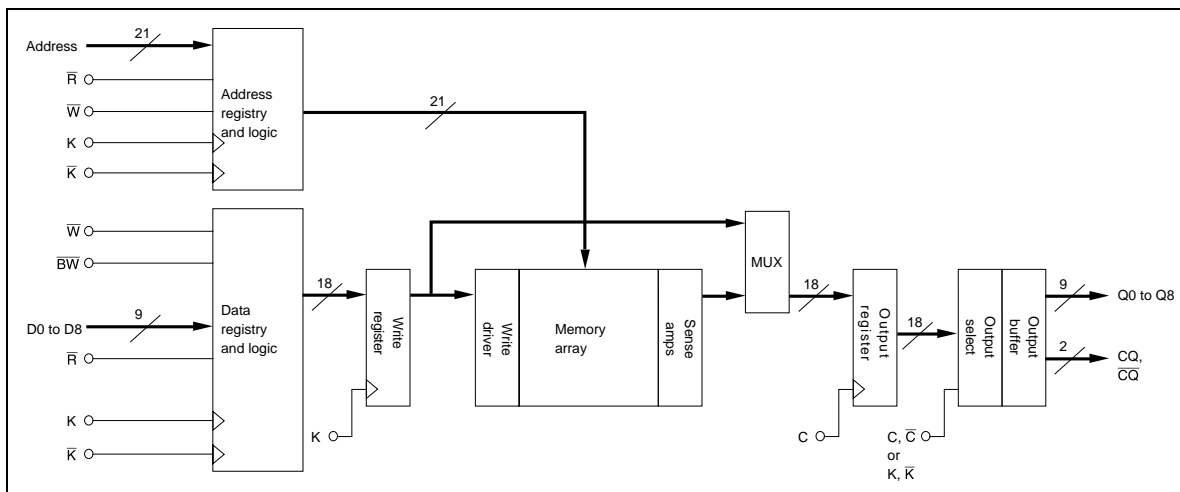 Address
21
R̅
W̅
K
K̅
Address
registry
and logic
21
W̅
B̅W̅
D0 to D8
9
R̅
K
K̅
Data
registry
and logic
18
Write
register
K
Write
driver
Memory
array
Sense
amps
MUX
18
Output
register
C
18
Output
select
Output
buffer
C, C̅
or
K, K̅
9
Q0 to Q8
2
CQ,
C̅Q̅